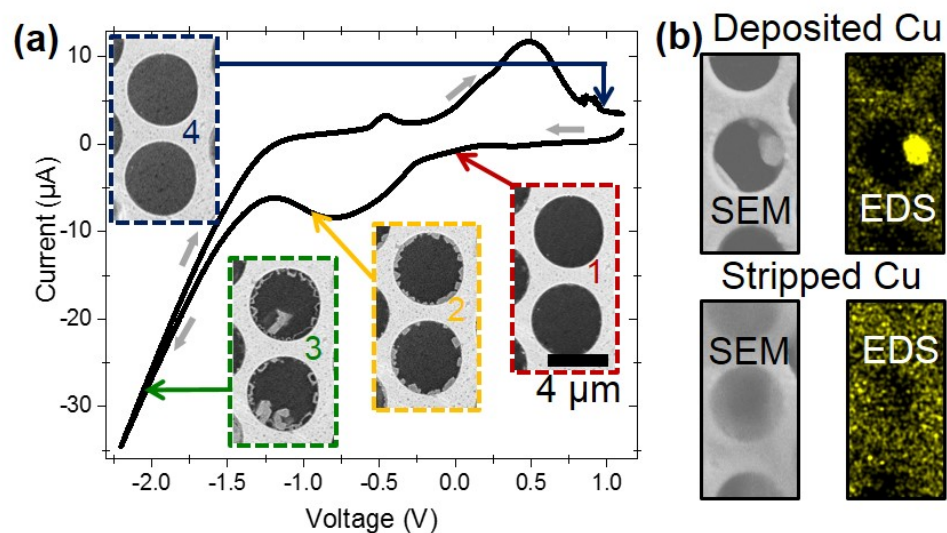 (a)
10
0
-10
-20
-30
Current (µA)
-2.0 -1.5 -1.0 -0.5 0.0 0.5 1.0
Voltage (V)
4
3
2
1
4 µm
(b)
Deposited Cu
SEM EDS
Stripped Cu
SEM EDS